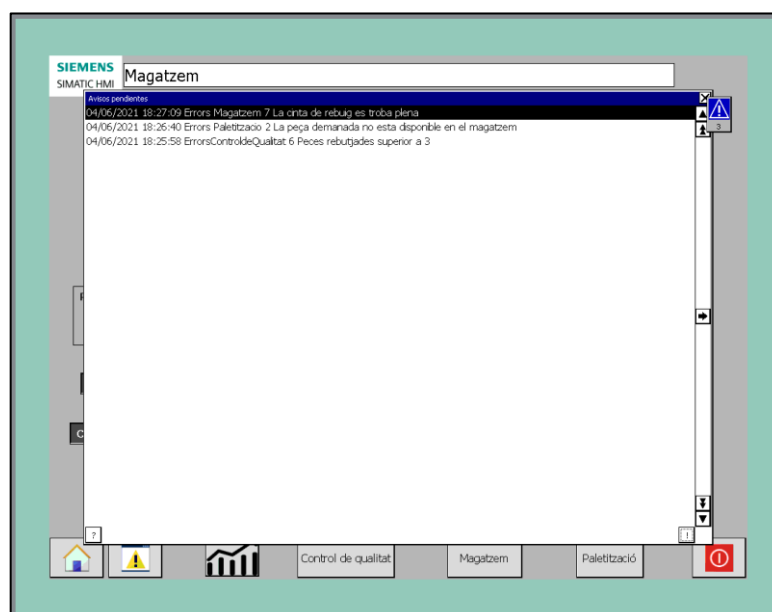 SIEMENS
SIMATIC HMI
Magatzem
Avisos pendentes
04/06/2021 18:27:09 Errors Magatzem 7 La cinta de rebuig es troba plena
04/06/2021 18:26:40 Errors Paletitzacio 2 La peça demanada no esta disponible en el magatzem
04/06/2021 18:25:58 ErrorsControldeQualitat 6 Peces rebutjades superior a 3
3
?
!
Control de qualitat
Magatzem
Paletització